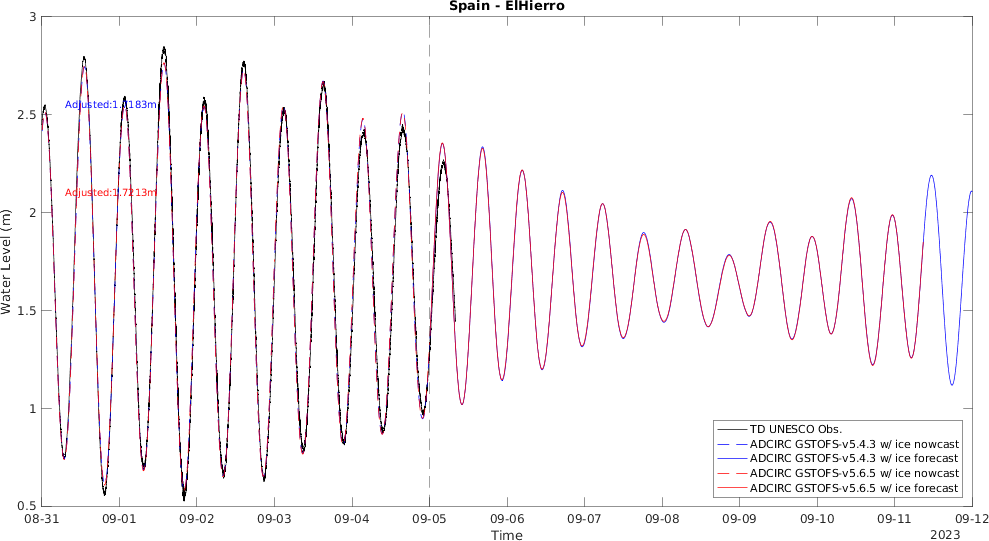 Spain - ElHierro
3
2.5
2
1.5
1
0.5
Water Level (m)
Adjusted:1.7213m
08-31
09-01
09-02
09-03
09-04
09-05
09-06
09-07
09-08
09-09
09-10
09-11
09-12
Time
2023
TD UNESCO Obs.
ADCIRC GSTOFS-v5.4.3 w/ ice nowcast
ADCIRC GSTOFS-v5.4.3 w/ ice forecast
ADCIRC GSTOFS-v5.6.5 w/ ice nowcast
ADCIRC GSTOFS-v5.6.5 w/ ice forecast